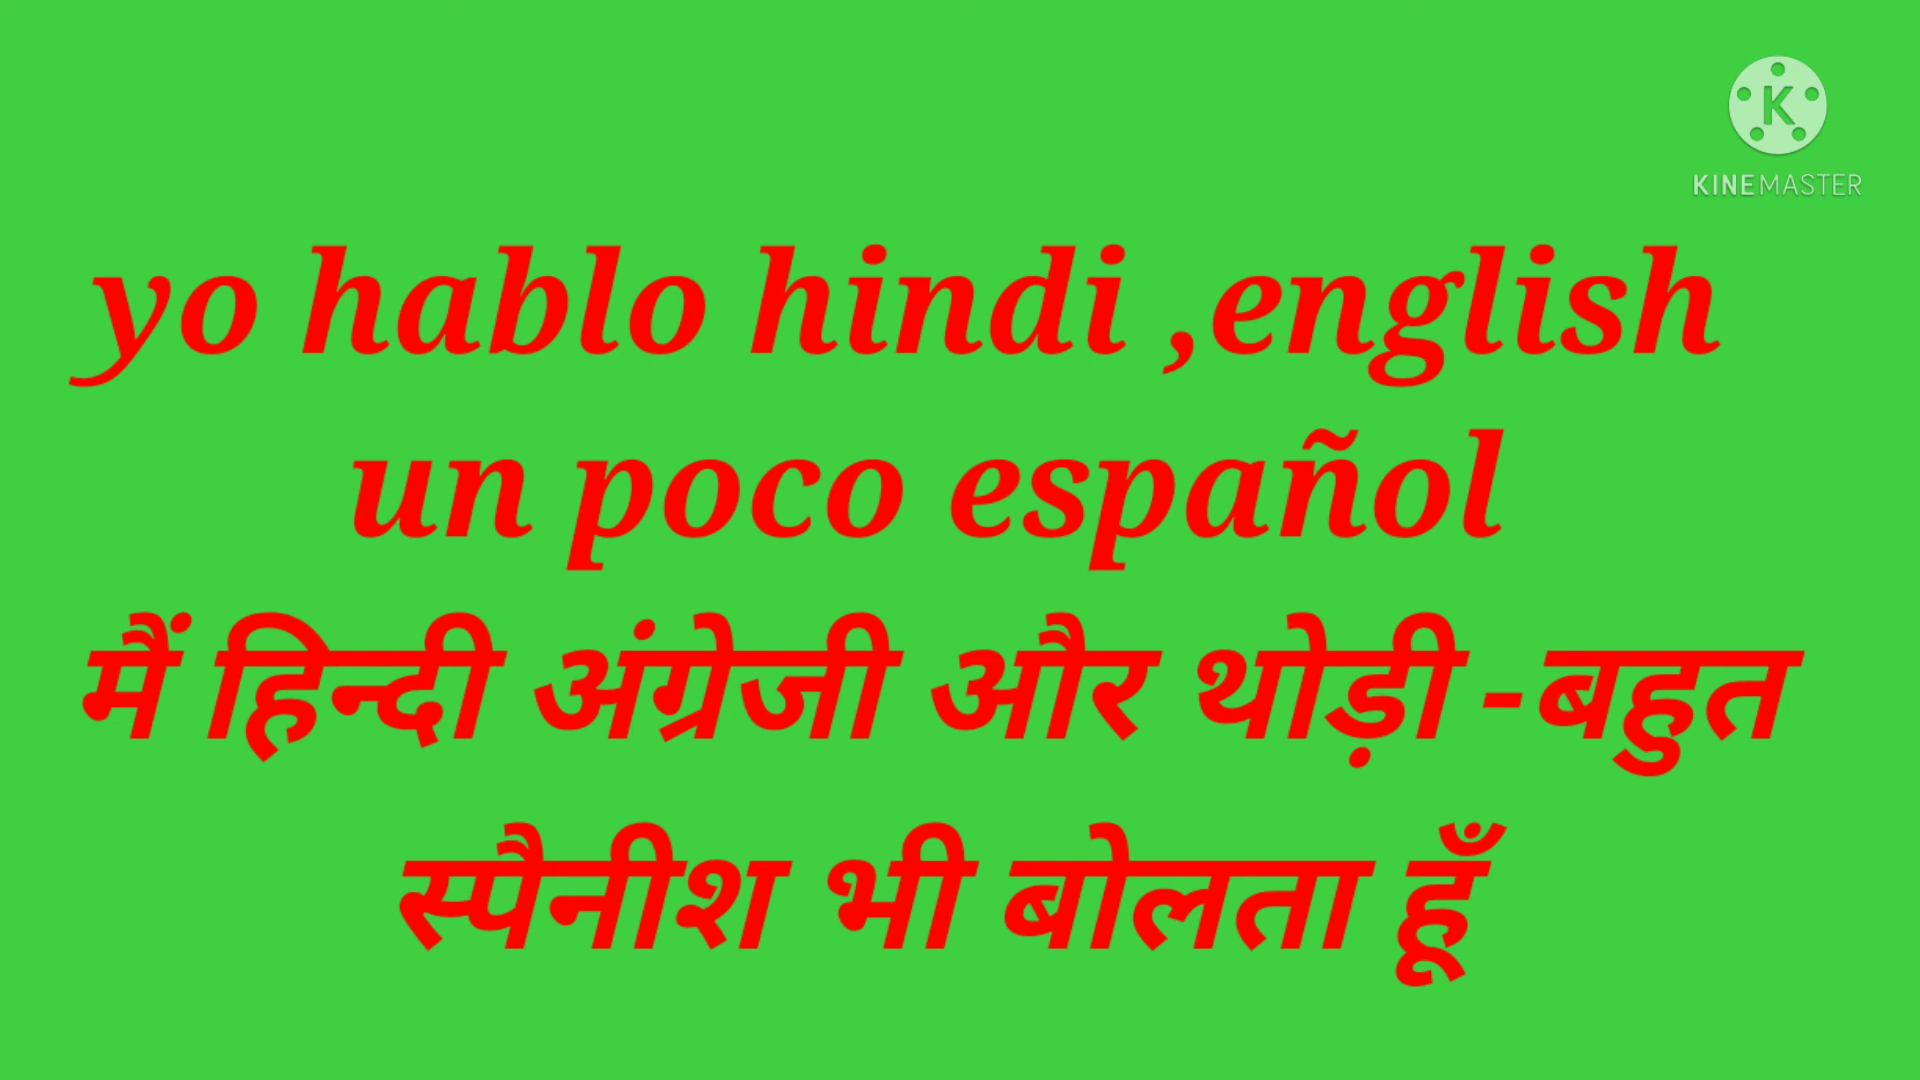 KINEMASTER
yo hablo hindi ,english
un poco español
मैं हिन्दी अंग्रेजी और थोड़ी -बहुत
स्पैनीश भी बोलता हूँ